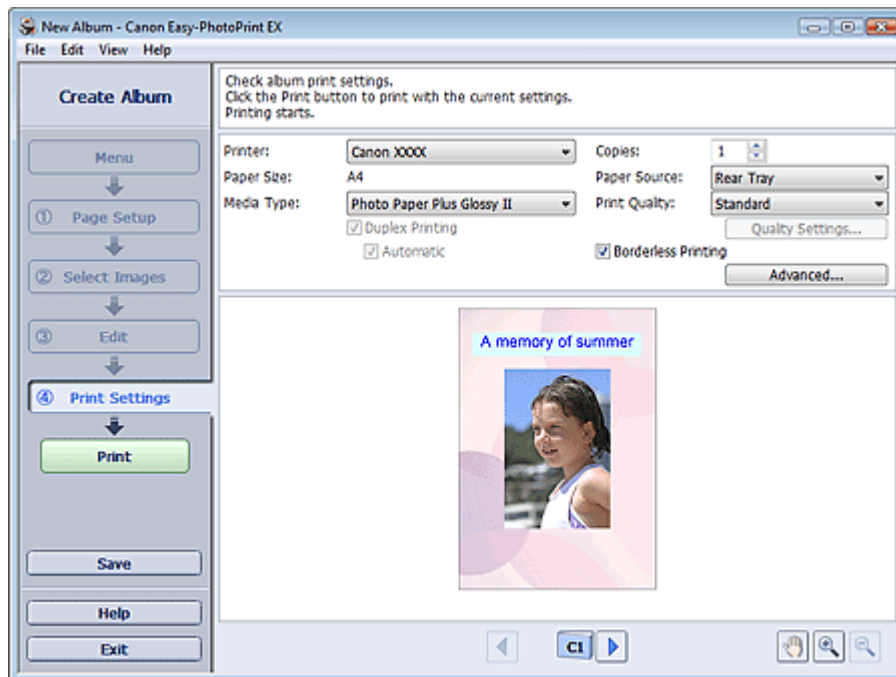 New Album - Canon Easy-PhotoPrint EX
File Edit View Help
Create Album
Menu
① Page Setup
② Select Images
③ Edit
④ Print Settings
Print
Save
Help
Exit
Check album print settings.
Click the Print button to print with the current settings.
Printing starts.
Printer: Canon XXXX Copies: 1
Paper Size: A4 Paper Source: Rear Tray
Media Type: Photo Paper Plus Glossy II Print Quality: Standard
Duplex Printing Quality Settings...
Automatic Borderless Printing
Advanced...
A memory of summer
C1